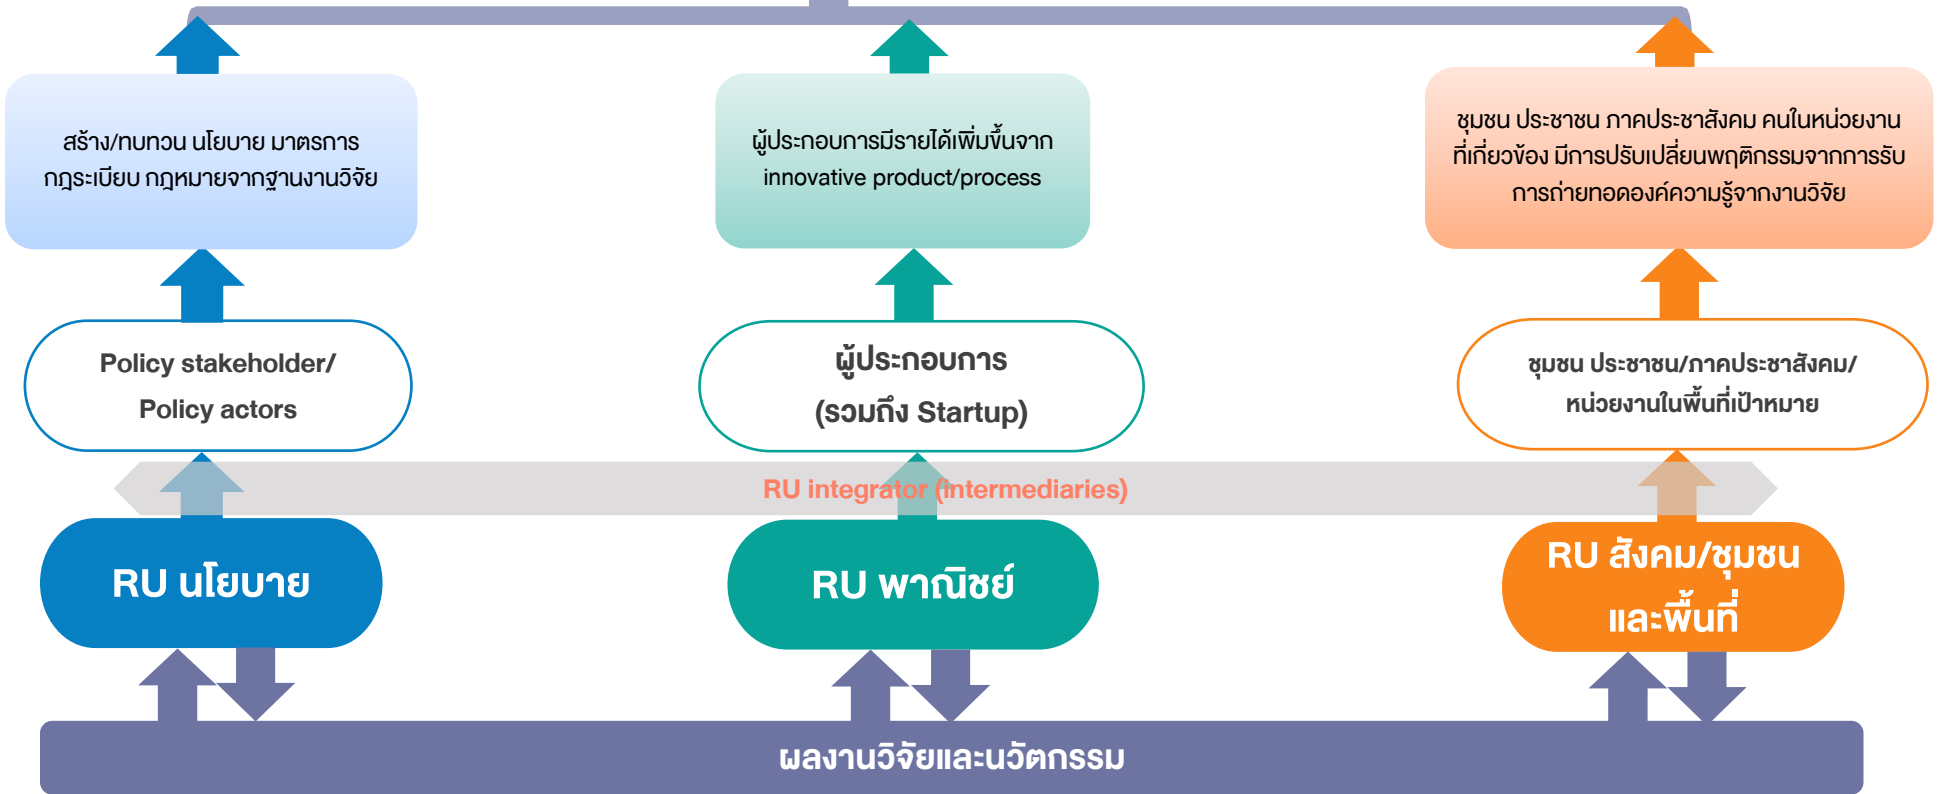 สร้าง/ทบทวน นโยบาย มาตรการ
กฎระเบียบ กฎหมายจากฐานงานวิจัย
ผู้ประกอบการมีรายได้เพิ่มขึ้นจาก
innovative product/process
ชุมชน ประชาชน ภาคประชาสังคม คนในหน่วยงาน
ที่เกี่ยวข้อง มีการปรับเปลี่ยนพฤติกรรมจากการรับ
การถ่ายทอดองค์ความรู้จากงานวิจัย
Policy stakeholder/
Policy actors
ผู้ประกอบการ
(รวมถึง Startup)
ชุมชน ประชาชน/ภาคประชาสังคม/
หน่วยงานในพื้นที่เป้าหมาย
RU integrator (intermediaries)
RU นโยบาย
RU พาณิชย์
RU สังคม/ชุมชน
และพื้นที่
ผลงานวิจัยและนวัตกรรม